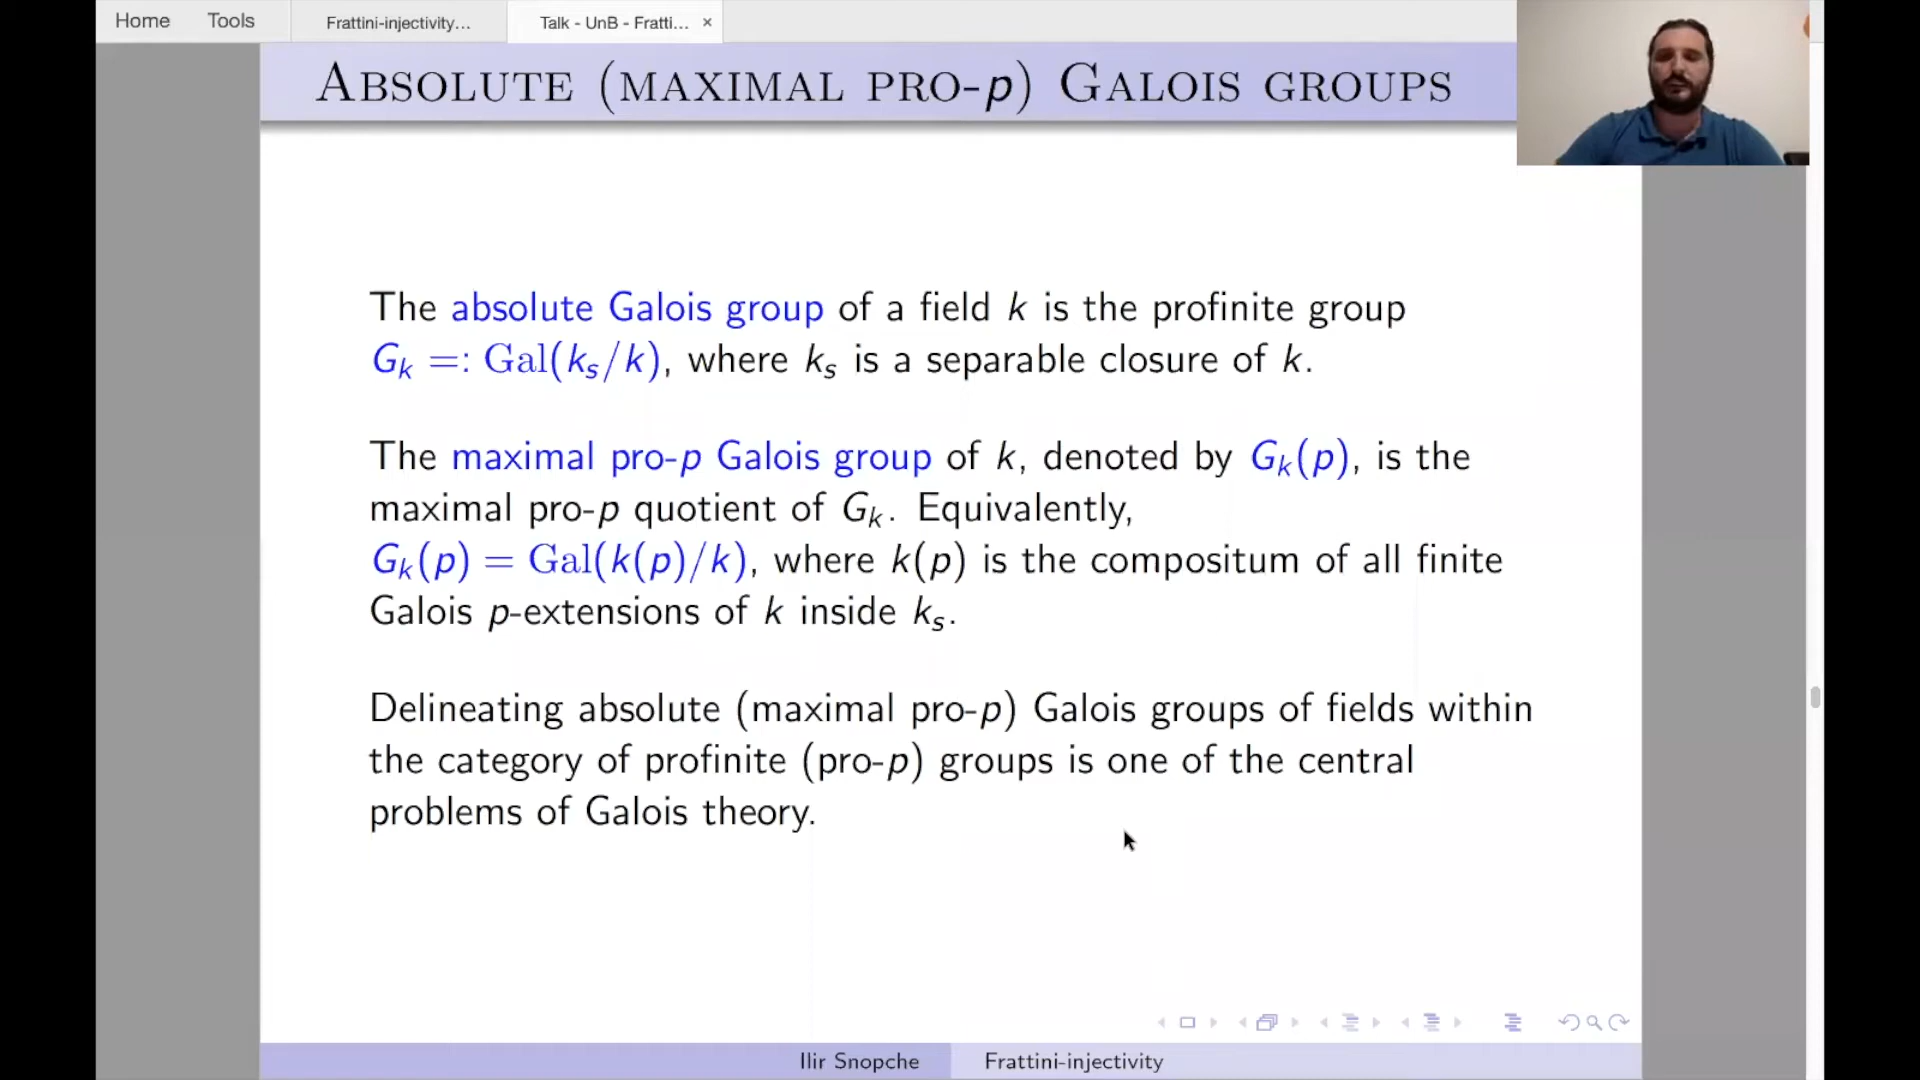 Home Tools Frattini-injectivity... Talk - UnB - Fratti... ×
ABSOLUTE (MAXIMAL PRO-p) GALOIS GROUPS
The absolute Galois group of a field k is the profinite group
G_k =: Gal(k_s/k), where k_s is a separable closure of k.
The maximal pro-p Galois group of k, denoted by G_k(p), is the
maximal pro-p quotient of G_k. Equivalently,
G_k(p) = Gal(k(p)/k), where k(p) is the compositum of all finite
Galois p-extensions of k inside k_s.
Delineating absolute (maximal pro-p) Galois groups of fields within
the category of profinite (pro-p) groups is one of the central
problems of Galois theory.
Ilir Snopche Frattini-injectivity